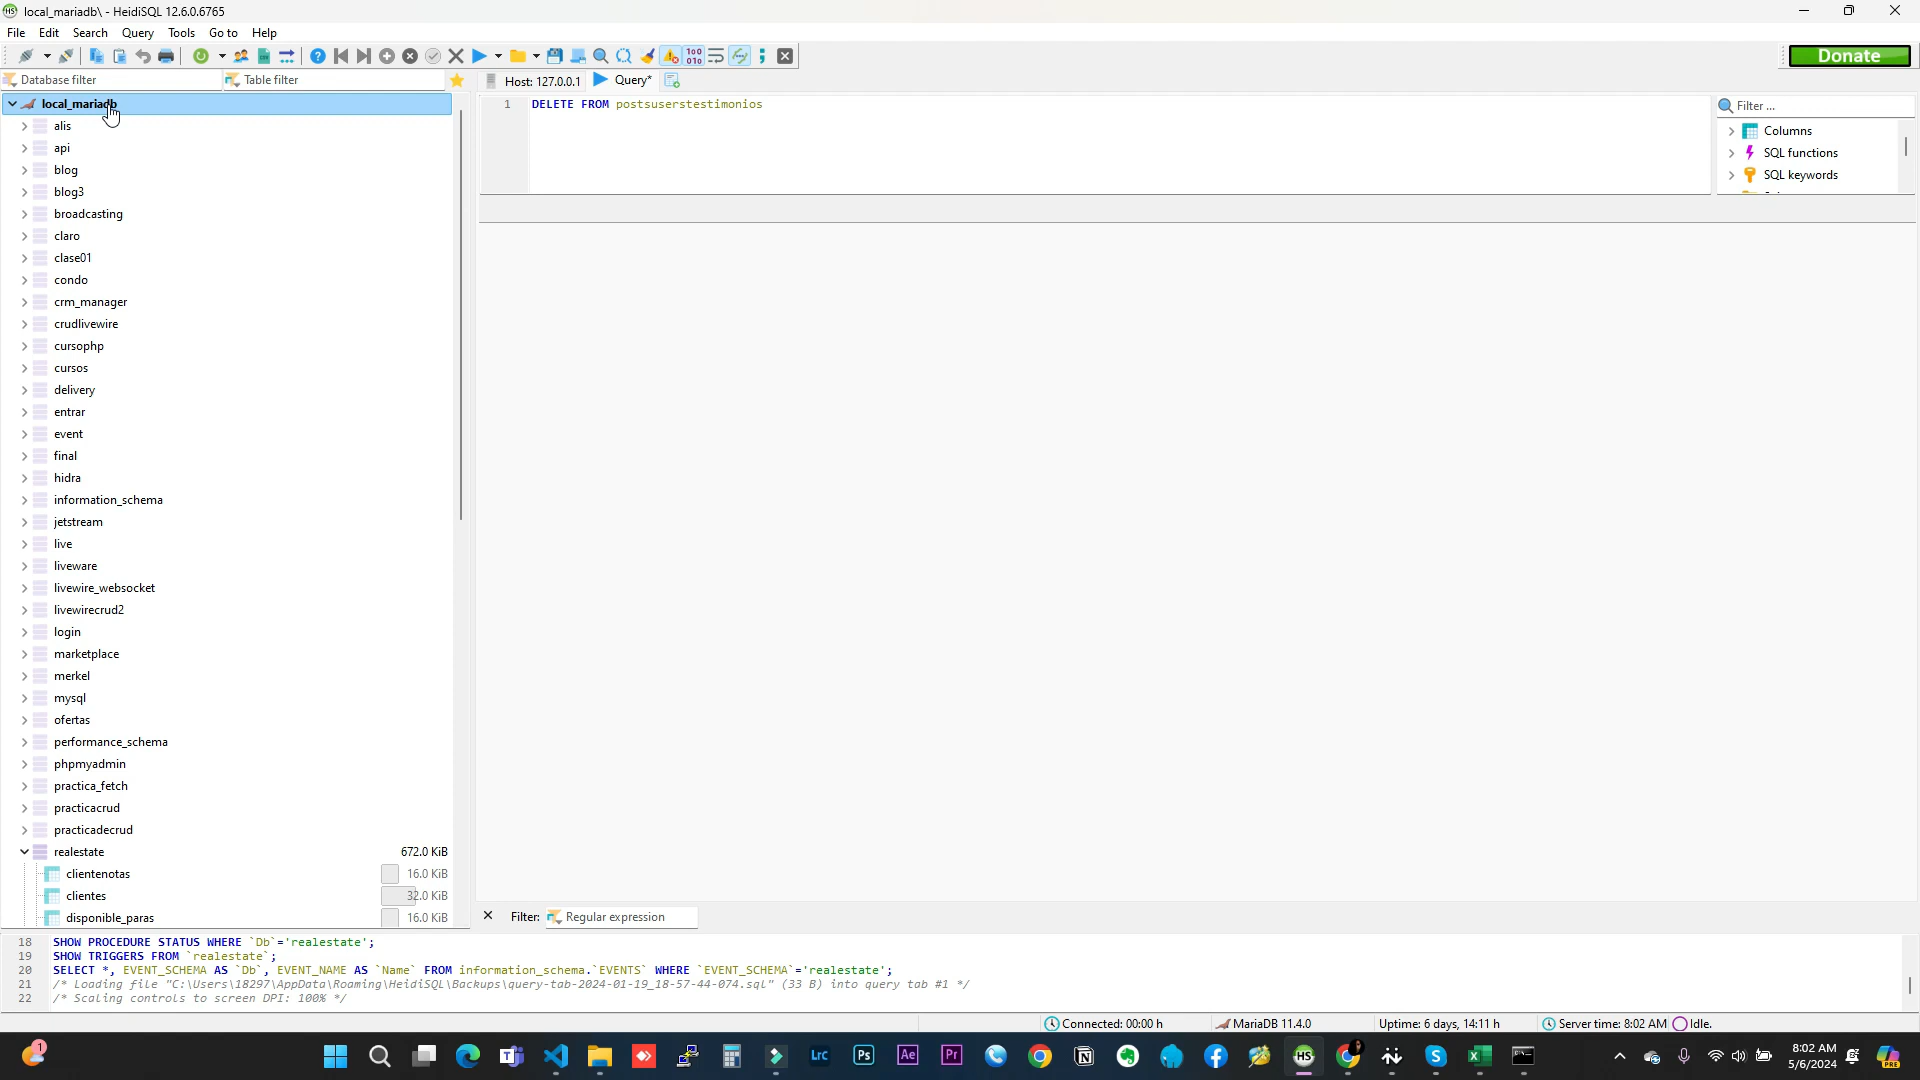 local_mariadb\ - HeidiSQL 12.6.0.6765
File Edit Search Query Tools Go to Help
Donate
Database filter
Table filter
Host: 127.0.0.1
Query*
local_mariadb
alis
api
blog
blog3
broadcasting
claro
clase01
condo
crm_manager
crudlivewire
cursophp
cursos
delivery
entrar
event
final
hidra
information_schema
jetstream
live
liveware
livewire_websocket
livewirecrud2
login
marketplace
merkel
mysql
ofertas
performance_schema
phpmyadmin
practica_fetch
practicacrud
practicadecrud
realestate 672.0 KiB
clientenotas 16.0 KiB
clientes 32.0 KiB
disponible_paras 16.0 KiB
1 DELETE FROM postsuserstestimonios
Filter ...
Columns
SQL functions
SQL keywords
Filter: Regular expression
18 SHOW PROCEDURE STATUS WHERE `Db`='realestate';
19 SHOW TRIGGERS FROM `realestate`;
20 SELECT *, EVENT_SCHEMA AS `Db`, EVENT_NAME AS `Name` FROM information_schema.`EVENTS` WHERE `EVENT_SCHEMA`='realestate';
21 /* Loading file "C:\Users\18297\AppData\Roaming\HeidiSQL\Backups\query-tab-2024-01-19_18-57-44-074.sql" (33 B) into query tab #1 */
22 /* Scaling controls to screen DPI: 100% */
Connected: 00:00 h
MariaDB 11.4.0
Uptime: 6 days, 14:11 h
Server time: 8:02 AM
Idle.
1
Lrc
Ps
Ae
Pr
HS
8:02 AM
5/6/2024
PRE